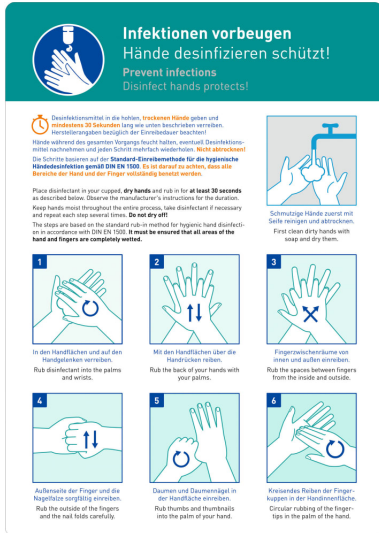 Infektionen vorbeugen
Hände desinfizieren schützt!
Prevent infections
Disinfect hands protects!
Desinfektionsmittel in die hohlen, trockenen Hände geben und
mindestens 30 Sekunden lang wie unten beschrieben verreiben.
Herstellerangaben bezüglich der Einreibedauer beachten!
Hände während des gesamten Vorgangs feucht halten, eventuell Desinfektions-
mittel nachnehmen und jeden Schritt mehrfach wiederholen. Nicht abtrocknen!
Die Schritte basieren auf der Standard-Einreibemethode für die hygienische
Händedesinfektion gemäß DIN EN 1500. Es ist darauf zu achten, dass alle
Bereiche der Hand und der Finger vollständig benetzt werden.
Place disinfectant in your cupped, dry hands and rub in for at least 30 seconds
as described below. Observe the manufacturer's instructions for the duration.
Keep hands moist throughout the entire process, take disinfectant if necessary
and repeat each step several times. Do not dry off!
The steps are based on the standard rub-in method for hygienic hand disinfecti-
on in accordance with DIN EN 1500. It must be ensured that all areas of the
hand and fingers are completely wetted.
Schmutzige Hände zuerst mit
Seife reinigen und abtrocknen.
First clean dirty hands with
soap and dry them.
1
In den Handflächen und auf den
Handgelenken verreiben.
Rub disinfectant into the palms
and wrists.
2
Mit den Handflächen über die
Handrücken reiben.
Rub the back of your hands with
your palms.
3
Fingerzwischenräume von
innen und außen einreiben.
Rub the spaces between fingers
from the inside and outside.
4
Außenseite der Finger und die
Nagelfalze sorgfältig einreiben.
Rub the outside of the fingers
and the nail folds carefully.
5
Daumen und Daumennägel in
der Handfläche einreiben.
Rub thumbs and thumbnails
into the palm of your hand.
6
Kreisendes Reiben der Finger-
kuppen in der Handinnenfläche.
Circular rubbing of the finger-
tips in the palm of the hand.